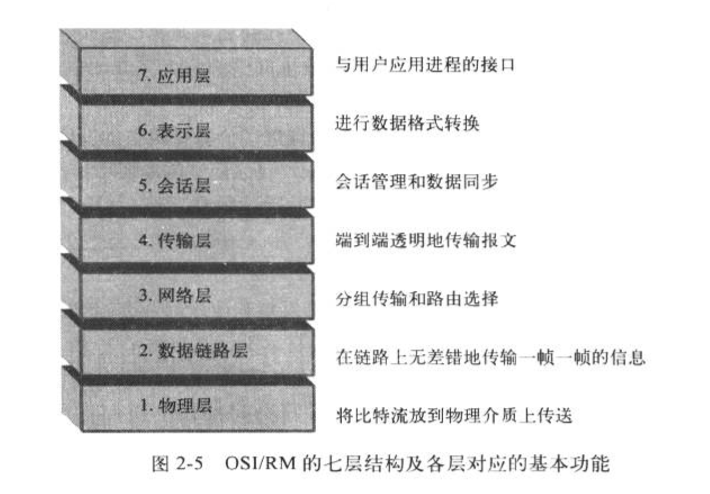 7. 应用层 与用户应用进程的接口
6. 表示层 进行数据格式转换
5. 会话层 会话管理和数据同步
4. 传输层 端到端透明地传输报文
3. 网络层 分组传输和路由选择
2. 数据链路层 在链路上无差错地传输一帧一帧的信息
1. 物理层 将比特流放到物理介质上传送
图 2-5 OSI/RM 的七层结构及各层对应的基本功能